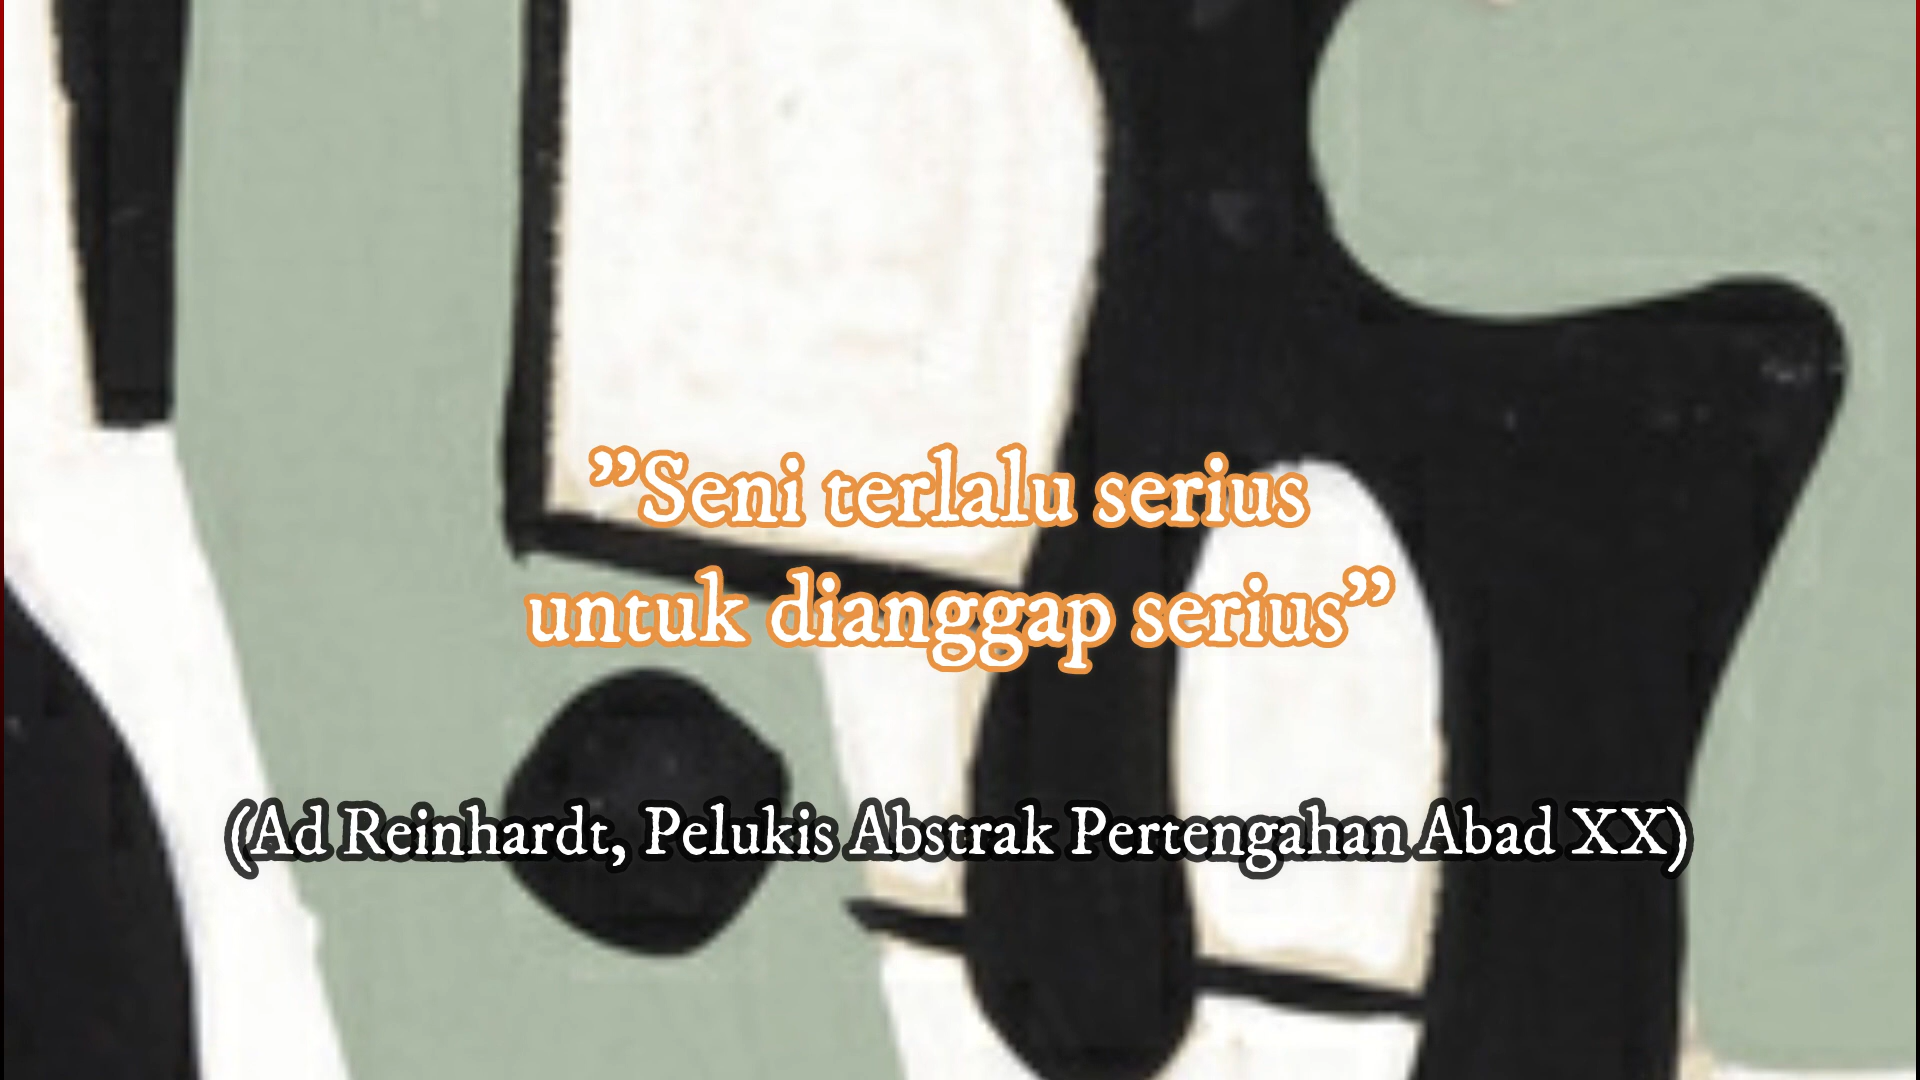 ”Seni terlalu serius
untuk dianggap serius”
(Ad Reinhardt, Pelukis Abstrak Pertengahan Abad XX)